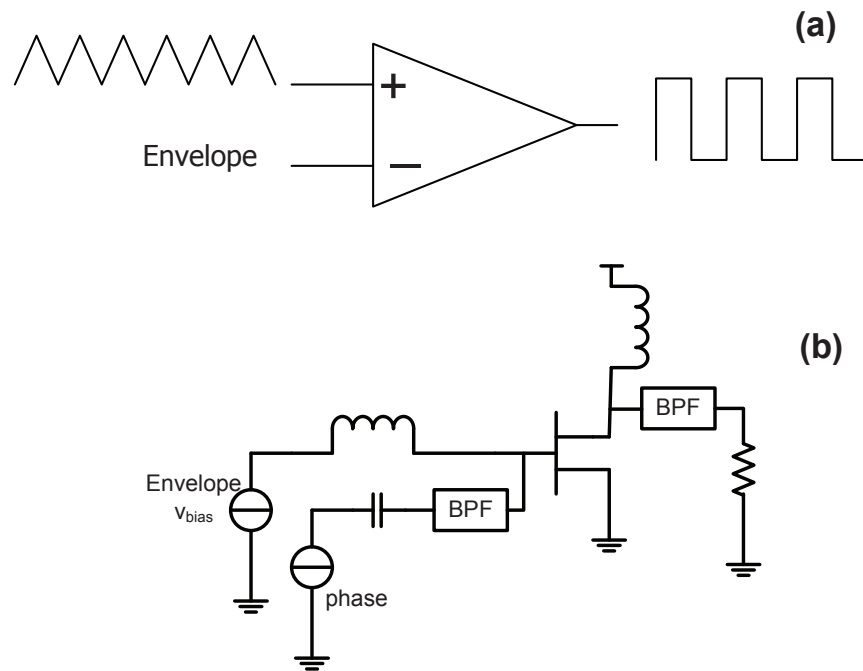 (a)
+
Envelope
−
(b)
BPF
Envelope
vbias
BPF
phase